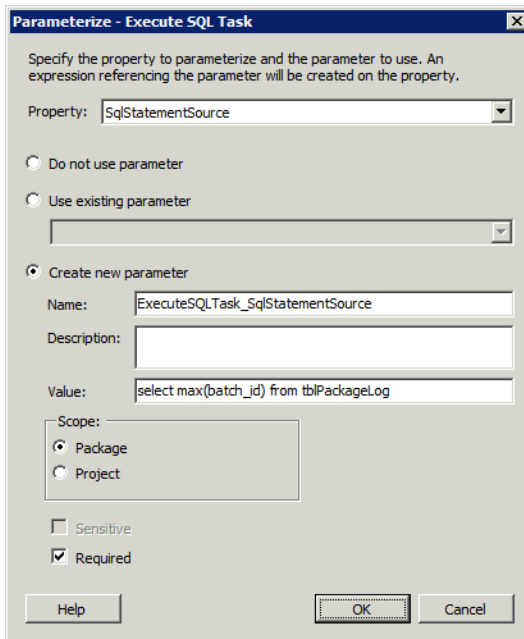 Parameterize - Execute SQL Task
Specify the property to parameterize and the parameter to use. An
expression referencing the parameter will be created on the property.
Property: SqlStatementSource
Do not use parameter
Use existing parameter
Create new parameter
Name: ExecuteSQLTask_SqlStatementSource
Description:
Value: select max(batch_id) from tblPackageLog
Scope:
Package
Project
Sensitive
Required
Help OK Cancel